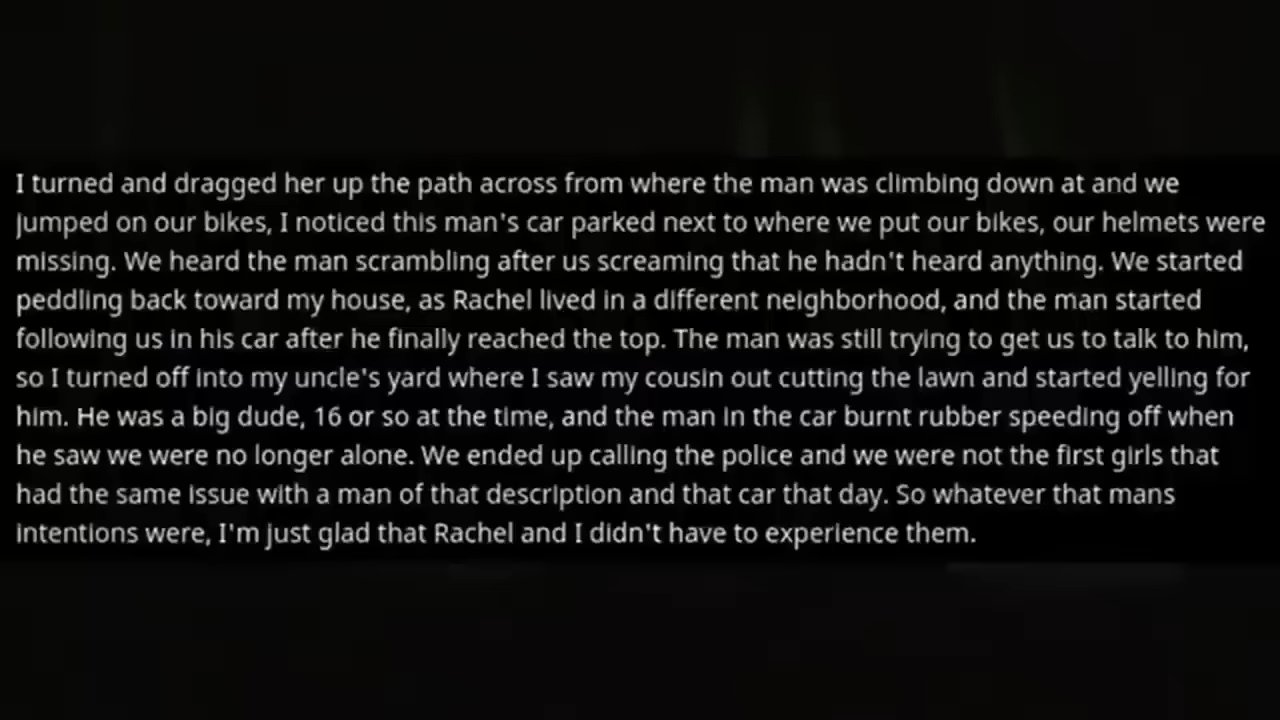 I turned and dragged her up the path across from where the man was climbing down at and we
jumped on our bikes, I noticed this man's car parked next to where we put our bikes, our helmets were
missing. We heard the man scrambling after us screaming that he hadn't heard anything. We started
peddling back toward my house, as Rachel lived in a different neighborhood, and the man started
following us in his car after he finally reached the top. The man was still trying to get us to talk to him,
so I turned off into my uncle's yard where I saw my cousin out cutting the lawn and started yelling for
him. He was a big dude, 16 or so at the time, and the man in the car burnt rubber speeding off when
he saw we were no longer alone. We ended up calling the police and we were not the first girls that
had the same issue with a man of that description and that car that day. So whatever that mans
intentions were, I'm just glad that Rachel and I didn't have to experience them.